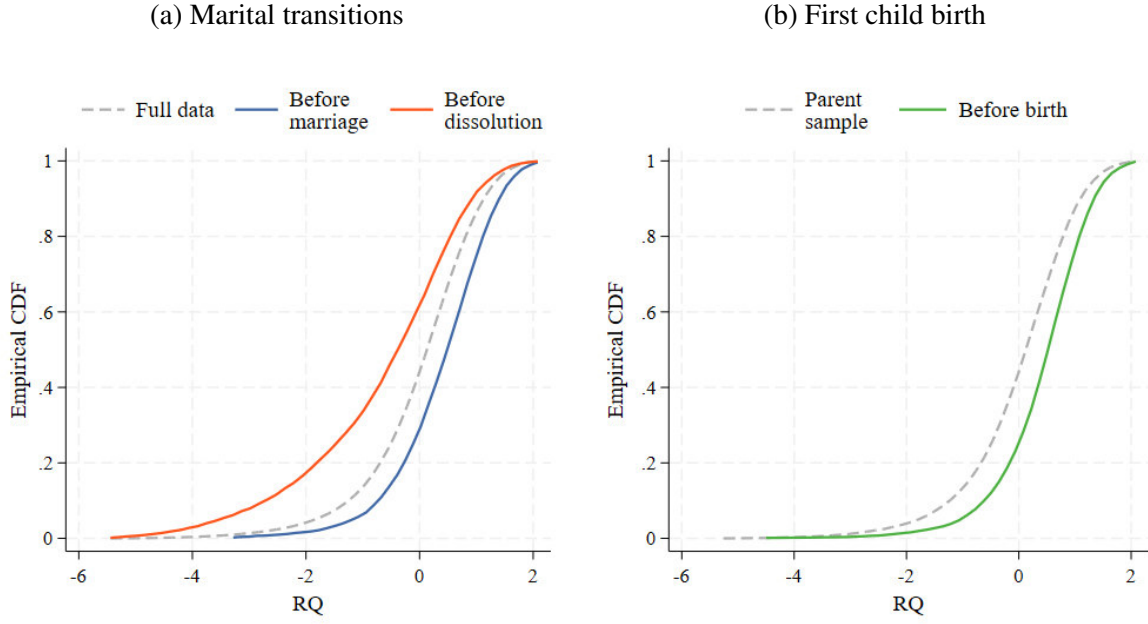 (a) Marital transitions
Full data
Before
marriage
Before
dissolution
1
.8
.6
.4
.2
0
Empirical CDF
-6
-4
-2
0
2
RQ
(b) First child birth
Parent
sample
Before birth
1
.8
.6
.4
.2
0
Empirical CDF
-6
-4
-2
0
2
RQ